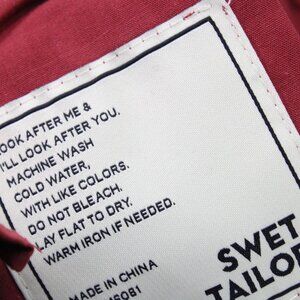 OOK AFTER ME &
I'LL LOOK AFTER YOU.
MACHINE WASH
COLD WATER,
WITH LIKE COLORS.
DO NOT BLEACH.
LAY FLAT TO DRY.
WARM IRON IF NEEDED.
MADE IN CHINA
SWET
TAILOR